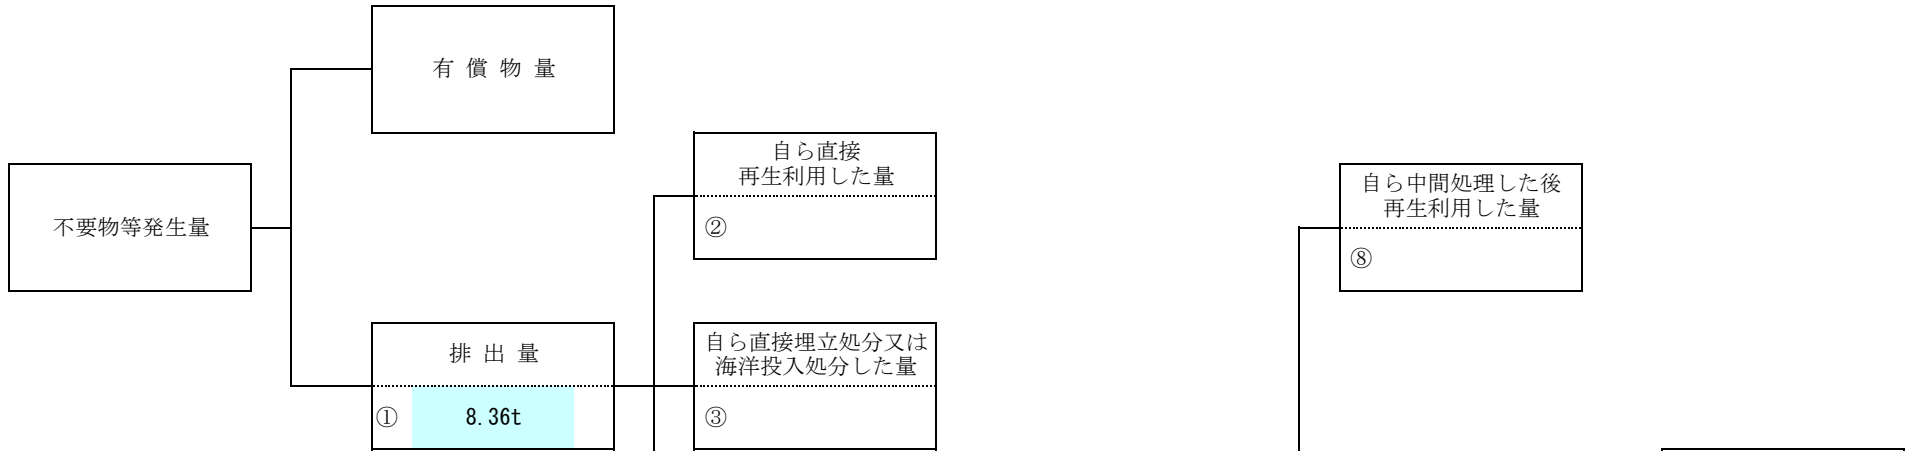 有 償 物 量
自ら直接
再生利用した量
②
不要物等発生量
自ら中間処理した後
再生利用した量
⑧
排 出 量
① 8.36t
自ら直接埋立処分又は
海洋投入処分した量
③